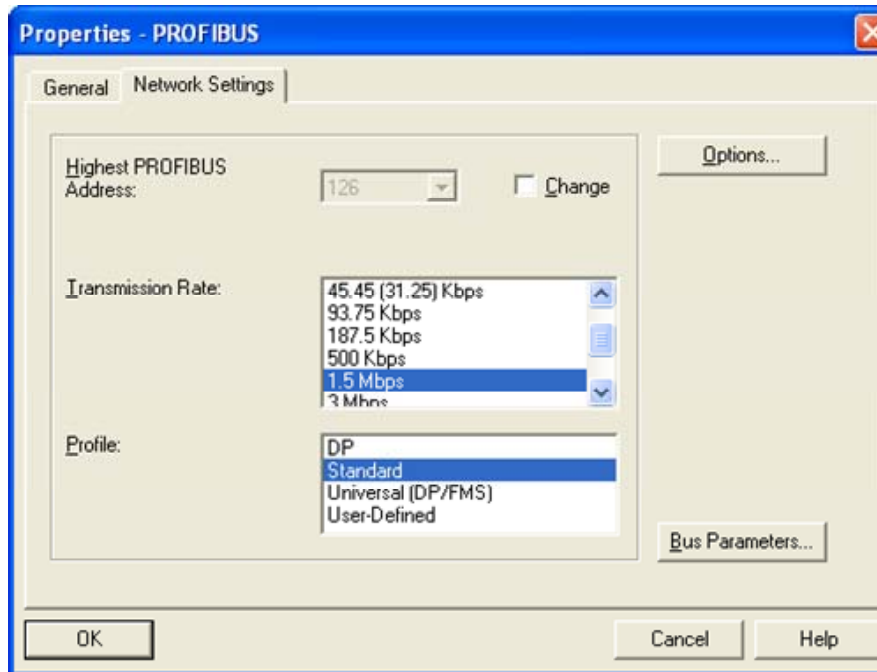 Properties - PROFIBUS
General
Network Settings
Highest PROFIBUS
Address:
126
Change
Options...
Transmission Rate:
45.45 (31.25) Kbps
93.75 Kbps
187.5 Kbps
500 Kbps
1.5 Mbps
3 Mbps
Profile:
DP
Standard
Universal (DP/FMS)
User-Defined
Bus Parameters...
OK
Cancel
Help